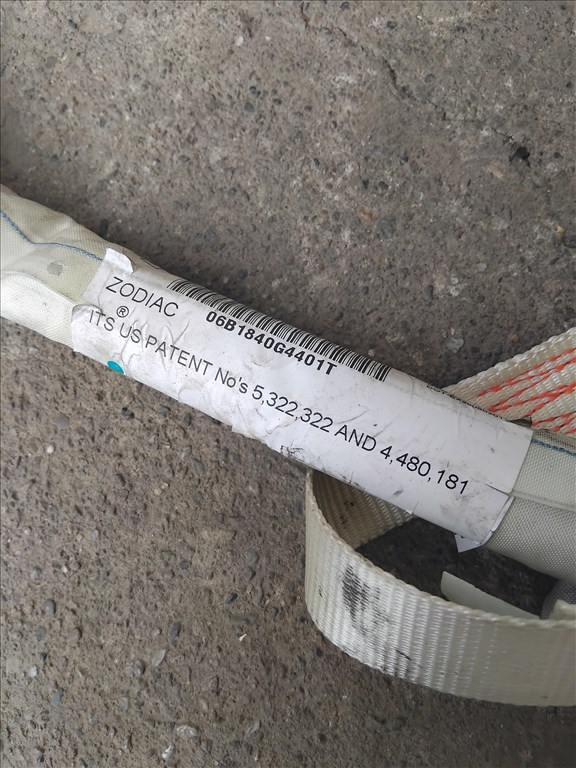 ZODIAC
®
06B1840G4401T
ITS US PATENT No's 5,322,322 AND 4,480,181